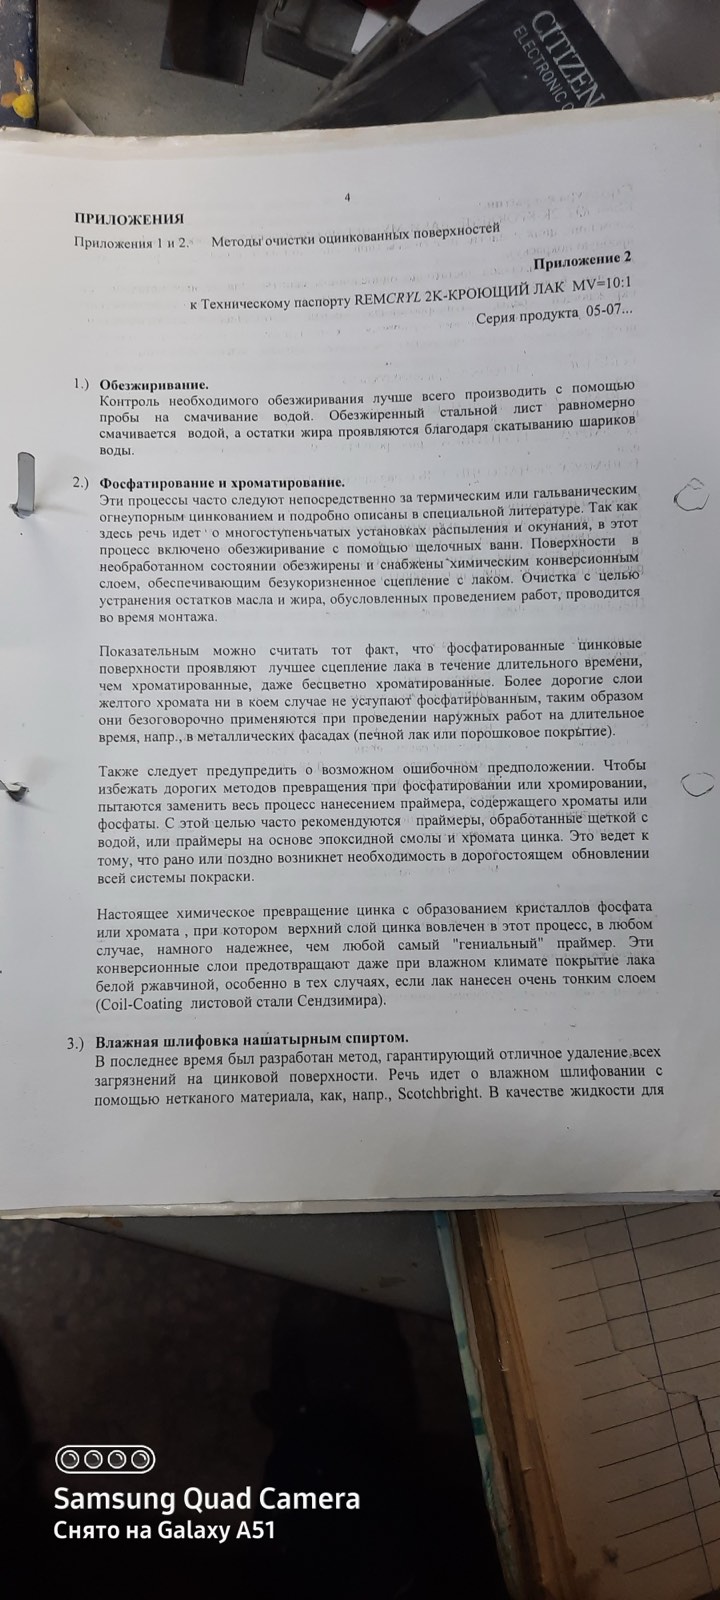 CITIZEN
ELECTRONIC
4
ПРИЛОЖЕНИЯ
Приложения 1 и 2. Методы очистки оцинкованных поверхностей
Приложение 2
к Техническому паспорту REMCRYL 2К-КРОЮЩИЙ ЛАК MV=10:1
Серия продукта 05-07...
1.) Обезжиривание.
Контроль необходимого обезжиривания лучше всего производить с помощью
пробы на смачивание водой. Обезжиренный стальной лист равномерно
смачивается водой, а остатки жира проявляются благодаря скатыванию шариков
воды.
2.) Фосфатирование и хроматирование.
Эти процессы часто следуют непосредственно за термическим или гальваническим
огнеупорным цинкованием и подробно описаны в специальной литературе. Так как
здесь речь идет о многоступеньчатых установках распыления и окунания, в этот
процесс включено обезжиривание с помощью щелочных ванн. Поверхности в
необработанном состоянии обезжирены и снабжены химическим конверсионным
слоем, обеспечивающим безукоризненное сцепление с лаком. Очистка с целью
устранения остатков масла и жира, обусловленных проведением работ, проводится
во время монтажа.
Показательным можно считать тот факт, что фосфатированные цинковые
поверхности проявляют лучшее сцепление лака в течение длительного времени,
чем хроматированные, даже бесцветно хроматированные. Более дорогие слои
желтого хромата ни в коем случае не уступают фосфатированным, таким образом
они безоговорочно применяются при проведении наружных работ на длительное
время, напр., в металлических фасадах (печной лак или порошковое покрытие).
Также следует предупредить о возможном ошибочном предположении. Чтобы
избежать дорогих методов превращения при фосфатировании или хромировании,
пытаются заменить весь процесс нанесением праймера, содержащего хроматы или
фосфаты. С этой целью часто рекомендуются праймеры, обработанные щеткой с
водой, или праймеры на основе эпоксидной смолы и хромата цинка. Это ведет к
тому, что рано или поздно возникнет необходимость в дорогостоящем обновлении
всей системы покраски.
Настоящее химическое превращение цинка с образованием кристаллов фосфата
или хромата , при котором верхний слой цинка вовлечен в этот процесс, в любом
случае, намного надежнее, чем любой самый "гениальный" праймер. Эти
конверсионные слои предотвращают даже при влажном климате покрытие лака
белой ржавчиной, особенно в тех случаях, если лак нанесен очень тонким слоем
(Coil-Coating листовой стали Сендзимира).
3.) Влажная шлифовка нашатырным спиртом.
В последнее время был разработан метод, гарантирующий отличное удаление всех
загрязнений на цинковой поверхности. Речь идет о влажном шлифовании с
помощью нетканого материала, как, напр., Scotchbright. В качестве жидкости для
Samsung Quad Camera
Снято на Galaxy A51